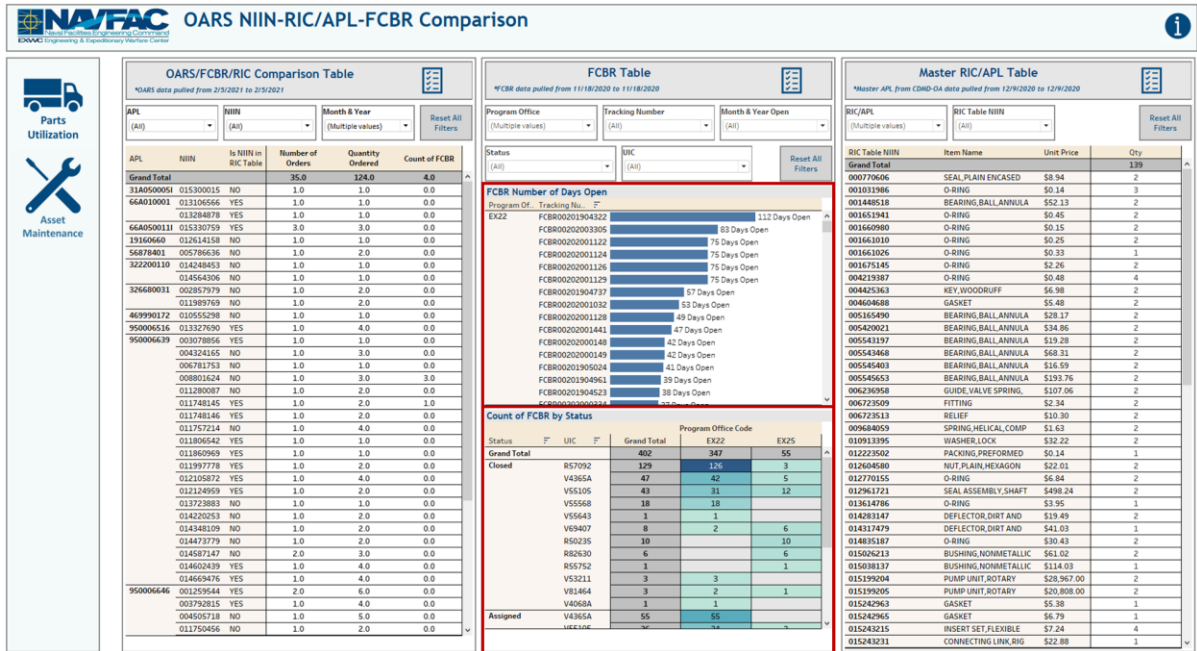 NAVFAC
Naval Facilities Engineering Command
EXWC Engineering & Expeditionary Warfare Center
OARS NIIN-RIC/APL-FCBR Comparison
i
Parts
Utilization
Asset
Maintenance
OARS/FCBR/RIC Comparison Table
*OARS data pulled from 2/5/2021 to 2/5/2021
APL NIIN Month & Year
(All) (All) (Multiple values)
Reset All
Filters
APL NIIN Is NIIN in RIC Table Number of Orders Quantity Ordered Count of FCBR
Grand Total 35.0 124.0 4.0
31A050005I 015300015 NO 1.0 1.0 0.0
66A010001 013106566 YES 1.0 1.0 0.0
013284878 YES 1.0 1.0 0.0
66A050011I 015330759 YES 3.0 3.0 0.0
19160660 012614158 NO 1.0 1.0 0.0
56878401 005786636 NO 1.0 2.0 0.0
322200110 014248453 NO 1.0 1.0 0.0
014564306 NO 1.0 1.0 0.0
326680031 002857979 NO 1.0 2.0 0.0
011989769 NO 1.0 2.0 0.0
469990172 010555298 NO 1.0 1.0 0.0
950006516 013327690 YES 1.0 4.0 0.0
950006639 003078856 YES 1.0 1.0 0.0
004324165 NO 1.0 3.0 0.0
006781753 NO 1.0 1.0 0.0
008801624 NO 1.0 3.0 3.0
011280087 NO 1.0 2.0 0.0
011748145 YES 1.0 2.0 1.0
011748146 YES 1.0 2.0 0.0
011757214 NO 1.0 4.0 0.0
011806542 YES 1.0 1.0 0.0
011860969 YES 1.0 1.0 0.0
011997778 YES 1.0 2.0 0.0
012105872 YES 1.0 4.0 0.0
012124959 YES 1.0 2.0 0.0
013723883 NO 1.0 1.0 0.0
014220253 NO 1.0 2.0 0.0
014348109 NO 1.0 2.0 0.0
014473779 NO 1.0 2.0 0.0
014587147 NO 2.0 3.0 0.0
014602439 YES 1.0 4.0 0.0
014669476 YES 1.0 4.0 0.0
950006646 001259544 YES 2.0 6.0 0.0
003792815 YES 1.0 4.0 0.0
004505718 NO 1.0 5.0 0.0
011750456 NO 1.0 2.0 0.0
FCBR Table
*FCBR data pulled from 11/18/2020 to 11/18/2020
Program Office Tracking Number Month & Year Open
(Multiple values) (All) (All)
Status UIC
(All) (All)
Reset All
Filters
FCBR Number of Days Open
Program Of.. Tracking Nu..
EX22 FCBR00201904322 112 Days Open
FCBR00202003305 83 Days Open
FCBR00202001122 75 Days Open
FCBR00202001124 75 Days Open
FCBR00202001126 75 Days Open
FCBR00202001129 75 Days Open
FCBR00201904737 57 Days Open
FCBR00202001032 53 Days Open
FCBR00202001128 49 Days Open
FCBR00202001441 47 Days Open
FCBR00202000148 42 Days Open
FCBR00202000149 42 Days Open
FCBR00201905024 41 Days Open
FCBR00201904961 39 Days Open
FCBR00201904523 38 Days Open
Count of FCBR by Status
Program Office Code
Status UIC Grand Total EX22 EX25
Grand Total 402 347 55
Closed R57092 129 126 3
V4365A 47 42 5
V55105 43 31 12
V55568 18 18
V55643 1 1
V69407 8 2 6
R50235 10 10
R82630 6 6
R55752 1 1
V53211 3 3
V81464 3 2 1
V4068A 1 1
Assigned V4365A 55 55
Master RIC/APL Table
*Master APL from CDMD-OA data pulled from 12/9/2020 to 12/9/2020
RIC/APL RIC Table NIIN
(Multiple values) (All)
Reset All
Filters
RIC Table NIIN Item Name Unit Price Qty
Grand Total 139
000770606 SEAL,PLAIN ENCASED $8.94 2
001031986 O-RING $0.14 3
001448518 BEARING,BALL,ANNULA $52.13 2
001651941 O-RING $0.45 2
001660980 O-RING $0.15 2
001661010 O-RING $0.25 2
001661026 O-RING $0.33 1
001675145 O-RING $2.26 2
004219387 O-RING $0.48 4
004425363 KEY,WOODRUFF $6.98 2
004604688 GASKET $5.48 2
005165490 BEARING,BALL,ANNULA $28.17 2
005420021 BEARING,BALL,ANNULA $34.86 2
005543197 BEARING,BALL,ANNULA $19.28 2
005543468 BEARING,BALL,ANNULA $68.31 2
005545403 BEARING,BALL,ANNULA $16.59 2
005545653 BEARING,BALL,ANNULA $193.76 2
006236958 GUIDE,VALVE SPRING, $107.06 2
006723509 FITTING $2.34 2
006723513 RELIEF $10.30 2
009684059 SPRING,HELICAL,COMP $1.63 2
010913395 WASHER,LOCK $32.22 2
012223502 PACKING,PREFORMED $0.14 1
012604580 NUT,PLAIN,HEXAGON $22.01 2
012770155 O-RING $6.84 2
012961721 SEAL ASSEMBLY,SHAFT $498.24 2
013614786 O-RING $3.95 1
014283147 DEFLECTOR,DIRT AND $19.49 2
014317479 DEFLECTOR,DIRT AND $41.03 1
014835187 O-RING $30.43 2
015026213 BUSHING,NONMETALLIC $61.02 2
015038137 BUSHING,NONMETALLIC $114.03 1
015199204 PUMP UNIT,ROTARY $28,967.00 2
015199205 PUMP UNIT,ROTARY $20,808.00 2
015242963 GASKET $5.38 1
015242965 GASKET $6.79 1
015243215 INSERT SET,FLEXIBLE $7.24 4
015243231 CONNECTING LINK,RIG $22.88 1